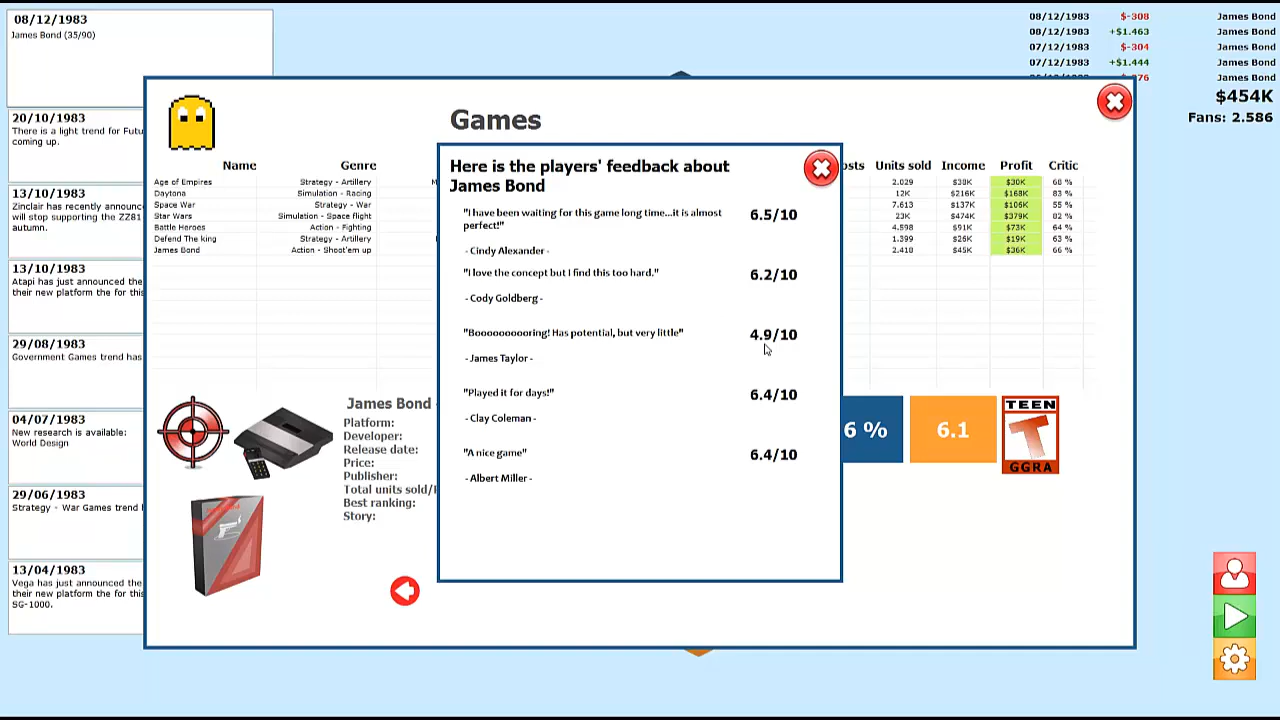 08/12/1983
James Bond (35/90)
20/10/1983
There is a light trend for Futu
coming up.
13/10/1983
Zinclair has recently announc
will stop supporting the ZZ81
autumn.
13/10/1983
Atapi has just announced the
their new platform the for this
29/08/1983
Government Games trend has
04/07/1983
New research is available:
World Design
29/06/1983
Strategy - War Games trend
13/04/1983
Vega has just announced the
their new platform the for this
SG-1000.
08/12/1983 $-308 James Bond
08/12/1983 +$1.463 James Bond
07/12/1983 $-304 James Bond
07/12/1983 +$1.444 James Bond
James Bond
$454K
Fans: 2.586
Games
Name Genre osts Units sold Income Profit Critic
Age of Empires Strategy - Artillery 2.029 $38K $30K 68 %
Daytona Simulation - Racing 12K $216K $168K 83 %
Space War Strategy - War 7.613 $137K $106K 55 %
Star Wars Simulation - Space flight 23K $474K $379K 82 %
Battle Heroes Action - Fighting 4.598 $91K $73K 64 %
Defend The king Strategy - Artillery 1.399 $26K $19K 63 %
James Bond Action - Shoot'em up 2.410 $45K $36K 66 %
Here is the players' feedback about
James Bond
"I have been waiting for this game long time...it is almost
perfect!"
6.5/10
- Cindy Alexander -
"I love the concept but I find this too hard."
6.2/10
- Cody Goldberg -
"Boooooooooring! Has potential, but very little"
4.9/10
- James Taylor -
"Played it for days!"
6.4/10
- Clay Coleman -
"A nice game"
6.4/10
- Albert Miller -
James Bond -
Platform:
Developer:
Release date:
Price:
Publisher:
Total units sold/
Best ranking:
Story:
6 %
6.1
TEEN
T
GGRA